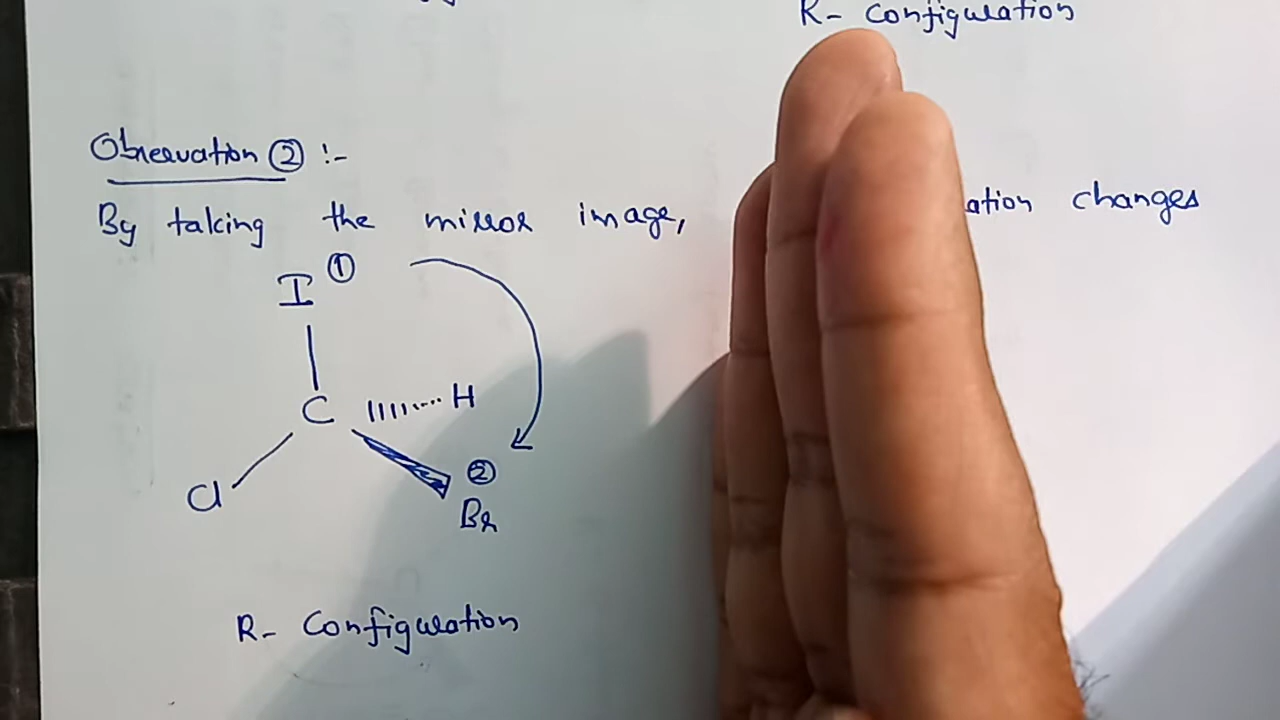 R- Configuration
Observation ② :-
By taking the mirror image, ation changes
I ①
C H
②
Cl Br
R- Configuration